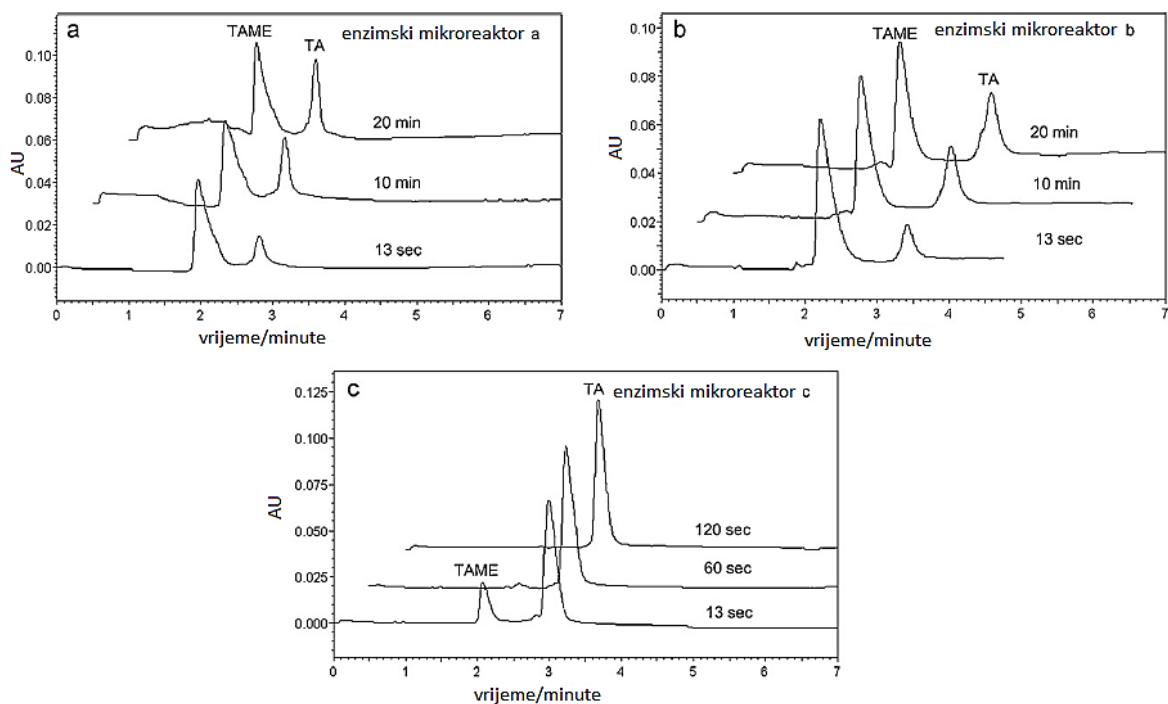 a
enzimski mikroreaktor a
TAME
TA
0.10
0.08
0.06
0.04
0.02
0.00
AU
20 min
10 min
13 sec
0 1 2 3 4 5 6 7
vrijeme/minute
b
enzimski mikroreaktor b
TAME
TA
0.10
0.08
0.06
0.04
0.02
0.00
AU
20 min
10 min
13 sec
0 1 2 3 4 5 6 7
vrijeme/minute
c
enzimski mikroreaktor c
TA
0.125
0.100
0.075
0.050
0.025
0.000
AU
TAME
120 sec
60 sec
13 sec
0 1 2 3 4 5 6 7
vrijeme/minute